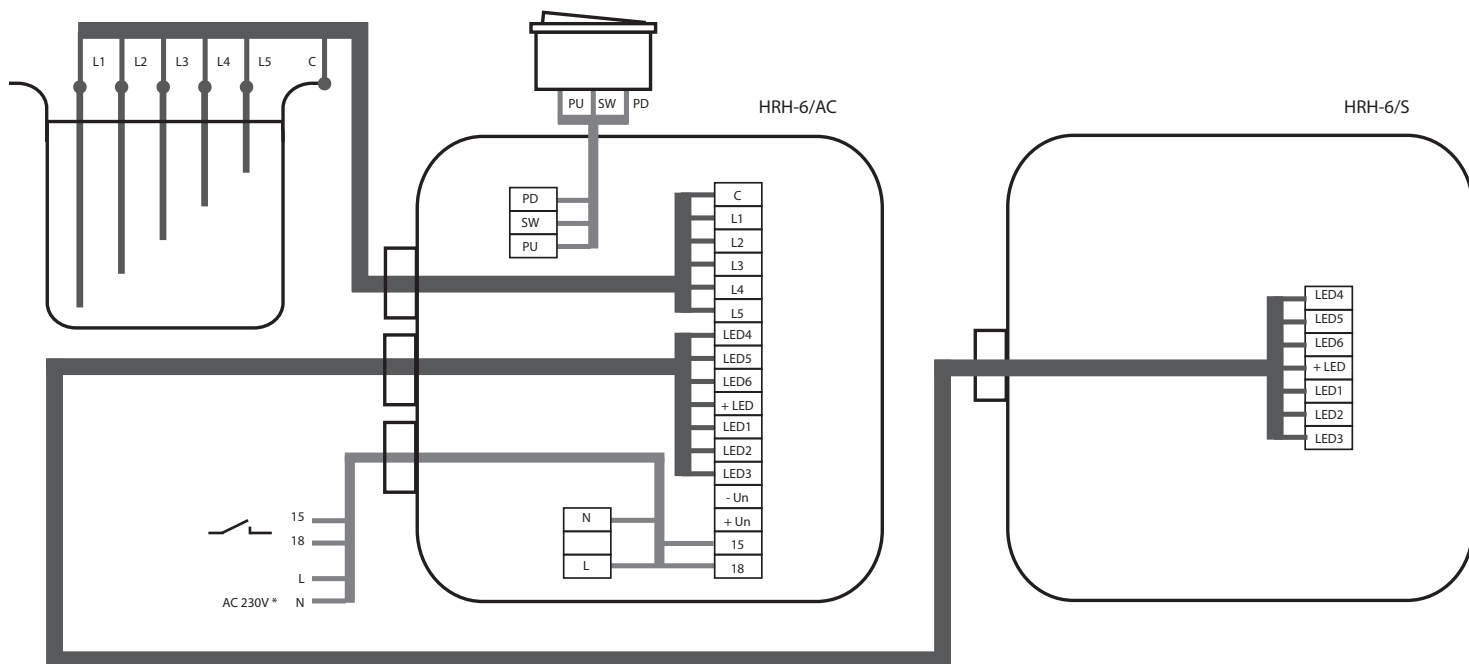 L1 L2 L3 L4 L5 C
PU SW PD
HRH-6/AC
HRH-6/S
PD
SW
PU
C
L1
L2
L3
L4
L5
LED4
LED5
LED6
+ LED
LED1
LED2
LED3
- Un
+ Un
15
18
N
L
15
18
L
AC 230V * N
LED4
LED5
LED6
+ LED
LED1
LED2
LED3